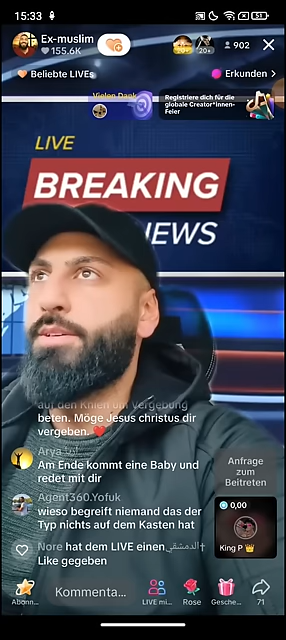 15:33
51
Ex-muslim
155.6K
20+
902
Beliebte LIVEs
Erkunden >
Vielen Dank
Registriere dich für die
globale Creator*innen-
Feier
LIVE
BREAKING
NEWS
auf den Knien um Vergebung
beten. Möge Jesus christus dir
vergeben. ❤️
Arya
Am Ende kommt eine Baby und
redet mit dir
Agent360.Yofuk
wieso begreift niemand das der
Typ nichts auf dem Kasten hat
Nore hat dem LIVE einen
Like gegeben
Anfrage
zum
Beitreten
0,00
King P 👑
Abonn...
Kommenta...
LIVE mi...
Rose
Gesche...
71